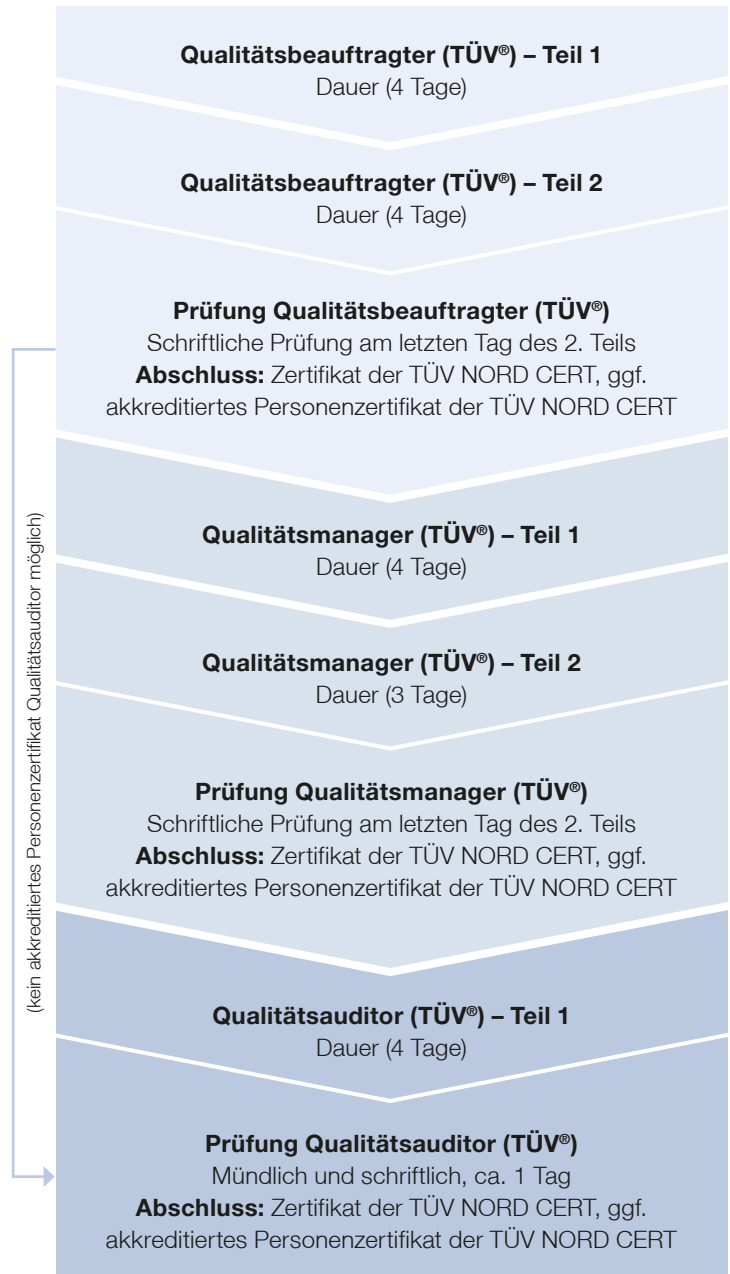 Qualitätsbeauftragter (TÜV®) – Teil 1
Dauer (4 Tage)
Qualitätsbeauftragter (TÜV®) – Teil 2
Dauer (4 Tage)
Prüfung Qualitätsbeauftragter (TÜV®)
Schriftliche Prüfung am letzten Tag des 2. Teils
Abschluss: Zertifikat der TÜV NORD CERT, ggf.
akkreditiertes Personenzertifikat der TÜV NORD CERT
(kein akkreditiertes Personenzertifikat Qualitätsauditor möglich)
Qualitätsmanager (TÜV®) – Teil 1
Dauer (4 Tage)
Qualitätsmanager (TÜV®) – Teil 2
Dauer (3 Tage)
Prüfung Qualitätsmanager (TÜV®)
Schriftliche Prüfung am letzten Tag des 2. Teils
Abschluss: Zertifikat der TÜV NORD CERT, ggf.
akkreditiertes Personenzertifikat der TÜV NORD CERT
Qualitätsauditor (TÜV®) – Teil 1
Dauer (4 Tage)
Prüfung Qualitätsauditor (TÜV®)
Mündlich und schriftlich, ca. 1 Tag
Abschluss: Zertifikat der TÜV NORD CERT, ggf.
akkreditiertes Personenzertifikat der TÜV NORD CERT